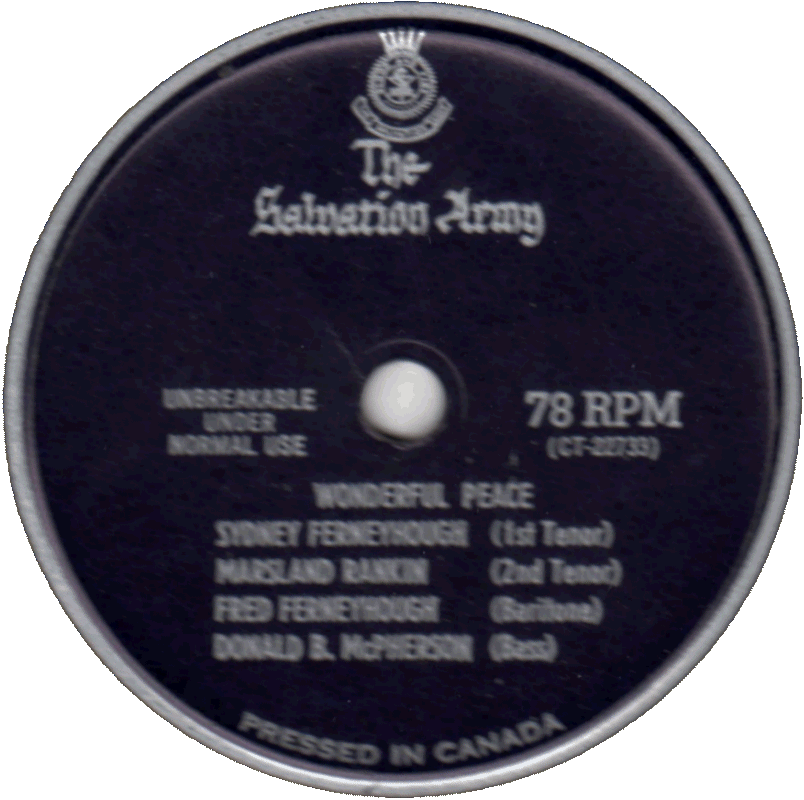 The
Salvation Army
UNBREAKABLE
UNDER
NORMAL USE
78 RPM
(CT-22733)
WONDERFUL PEACE
SYDNEY FERNEYHOUGH (1st Tenor)
MARSLAND RANKIN (2nd Tenor)
FRED FERNEYHOUGH (Baritone)
DONALD B. McPHERSON (Bass)
PRESSED IN CANADA